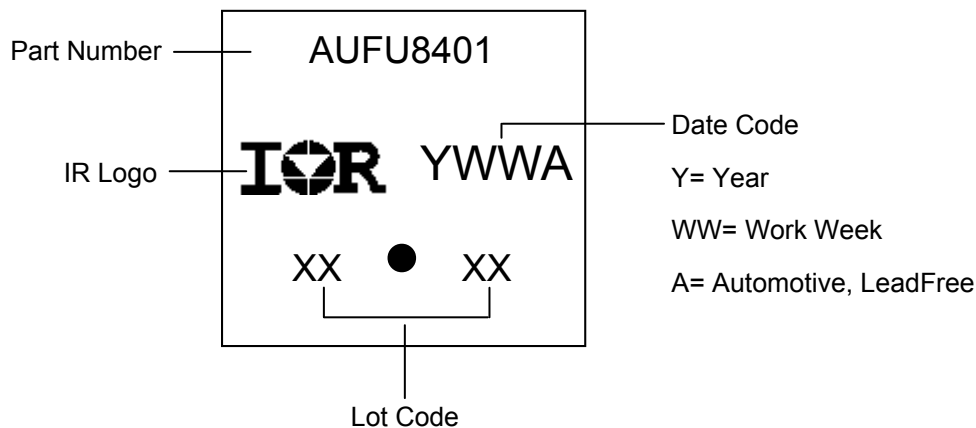 Part Number
AUFU8401
IR Logo
IOR
YWWA
Date Code
Y= Year
WW= Work Week
A= Automotive, LeadFree
XX
XX
Lot Code